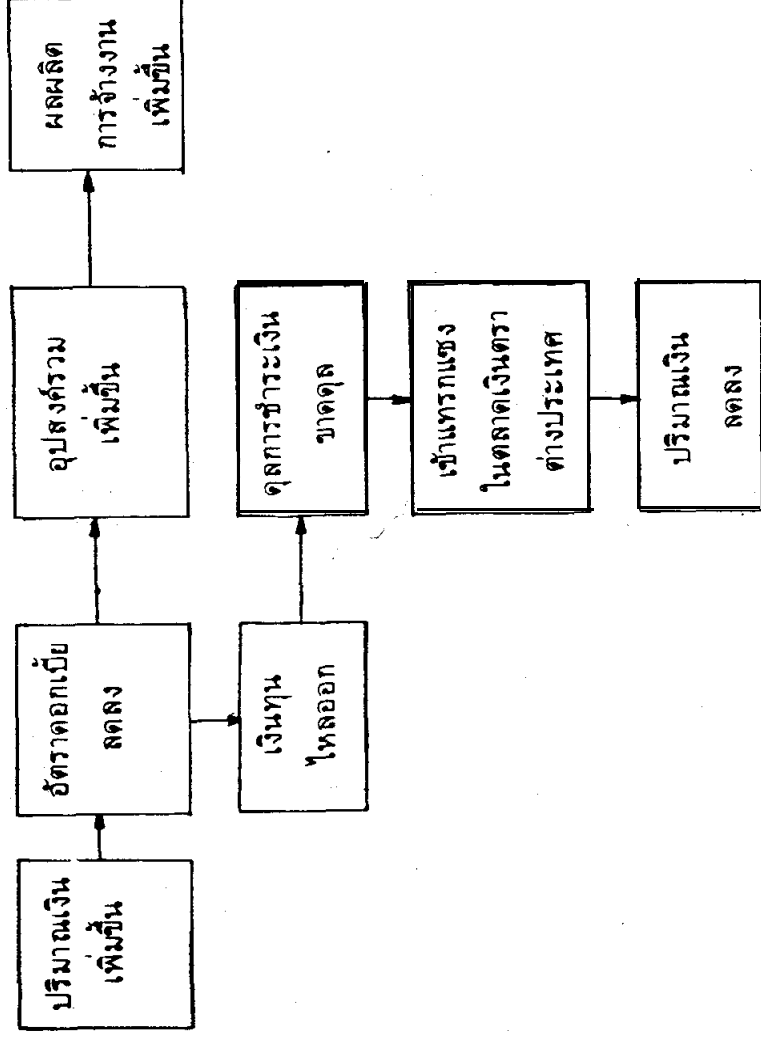 ปริมาณเงิน
เพิ่มขึ้น
อัตราดอกเบี้ย
ลดลง
อุปสงค์รวม
เพิ่มขึ้น
ผลผลิต
การจ้างงาน
เพิ่มขึ้น
เงินทุน
ไหลออก
ดุลการชำระเงิน
ขาดดุล
เข้าแทรกแซง
ในตลาดเงินตรา
ต่างประเทศ
ปริมาณเงิน
ลดลง